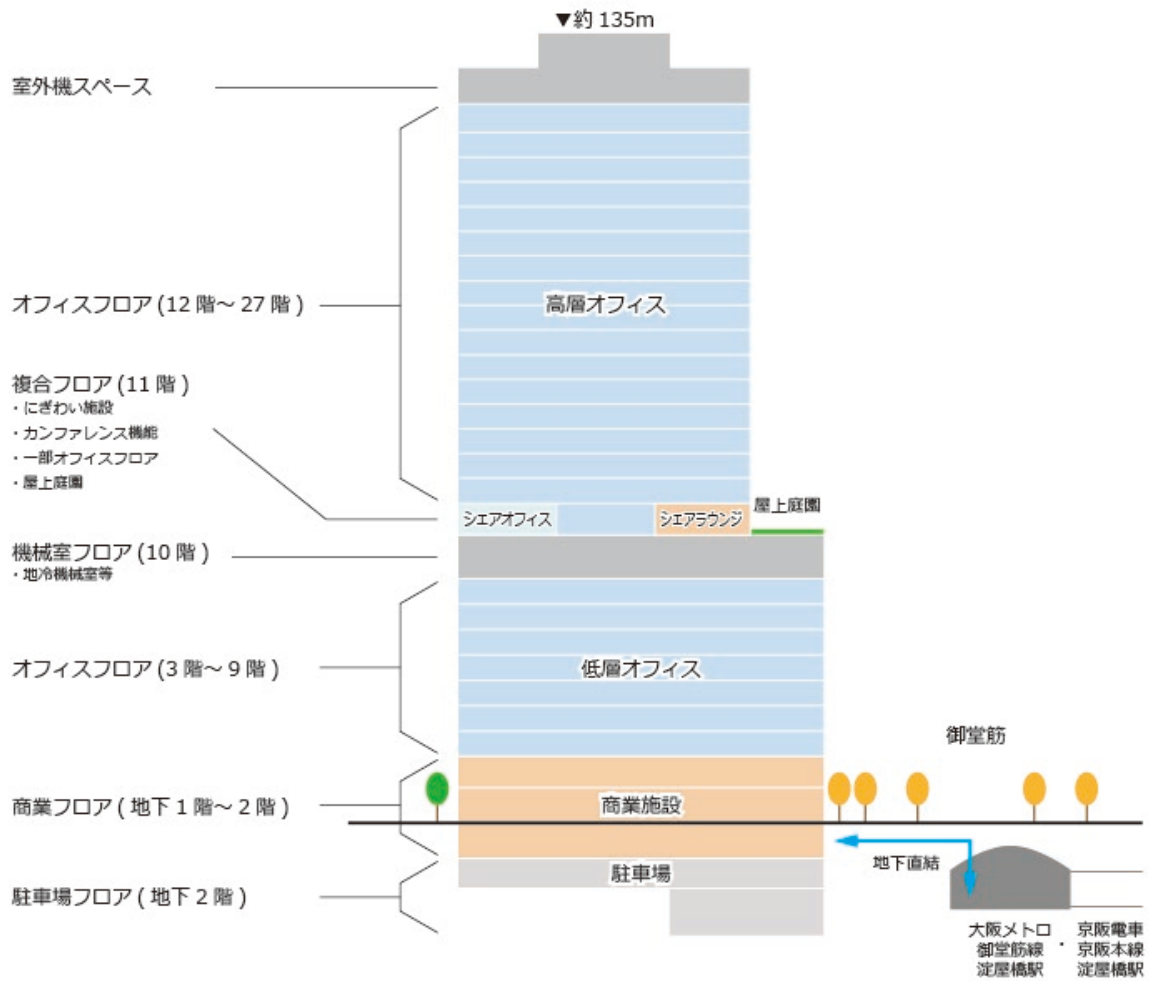 ▼約 135m
室外機スペース
オフィスフロア (12 階～ 27 階 )
高層オフィス
複合フロア (11 階 )
・にぎわい施設
・カンファレンス機能
・一部オフィスフロア
・屋上庭園
シェアオフィス
シェアラウンジ
屋上庭園
機械室フロア (10 階 )
・地冷機械室等
オフィスフロア (3 階～ 9 階 )
低層オフィス
御堂筋
商業フロア ( 地下 1 階～ 2 階 )
商業施設
地下直結
駐車場
駐車場フロア ( 地下 2 階 )
大阪メトロ
御堂筋線
淀屋橋駅
・
京阪電車
京阪本線
淀屋橋駅